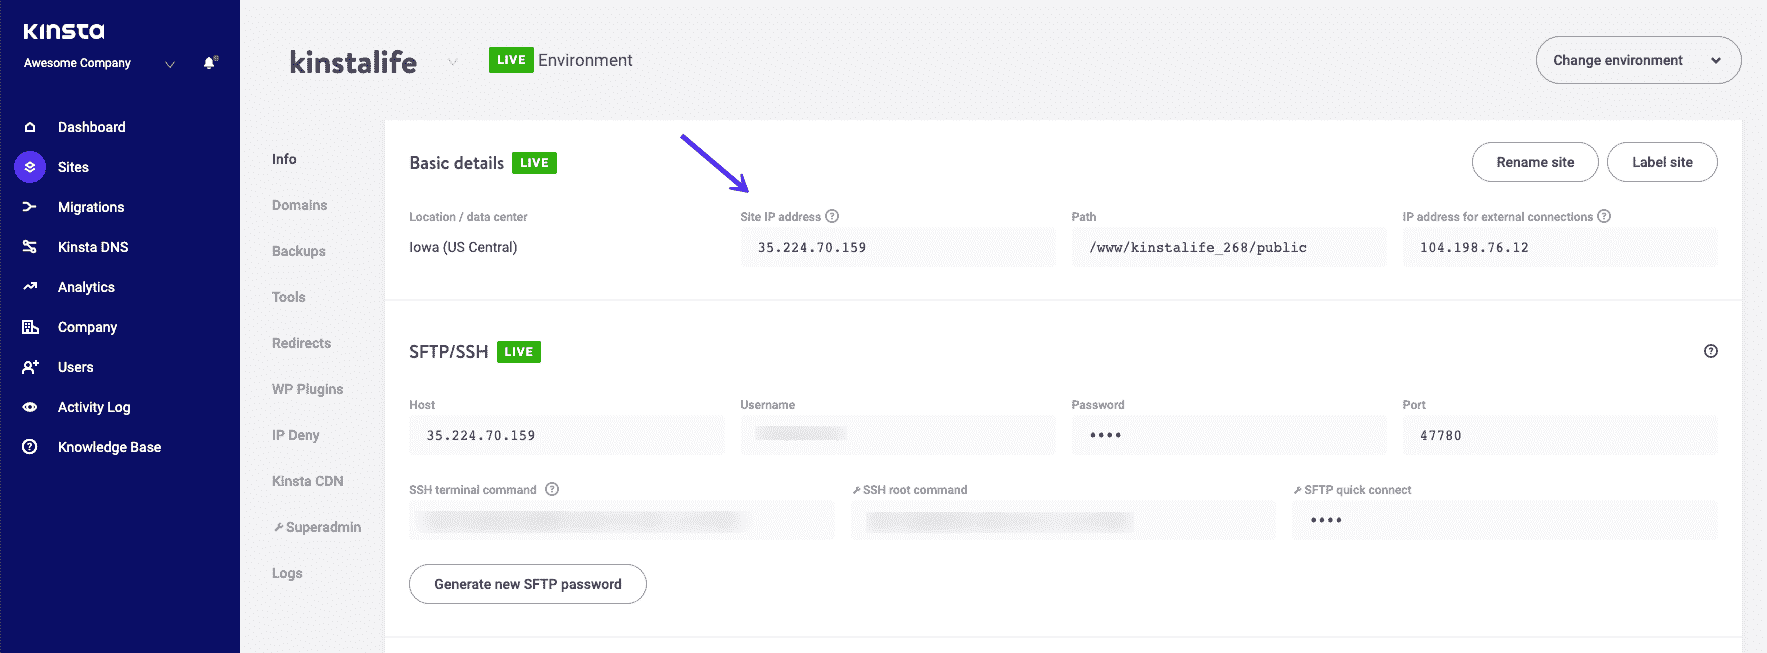 KINSTA
Awesome Company
Dashboard
Sites
Migrations
Kinsta DNS
Analytics
Company
Users
Activity Log
Knowledge Base
kinstalife
LIVE Environment
Change environment
Info
Domains
Backups
Tools
Redirects
WP Plugins
IP Deny
Kinsta CDN
Superadmin
Logs
Basic details LIVE
Rename site
Label site
Location / data center
Iowa (US Central)
Site IP address ?
35.224.70.159
Path
/www/kinstalife_268/public
IP address for external connections ?
104.198.76.12
SFTP/SSH LIVE
?
Host
35.224.70.159
Username
Password
••••
Port
47780
SSH terminal command ?
SSH root command
SFTP quick connect
••••
Generate new SFTP password